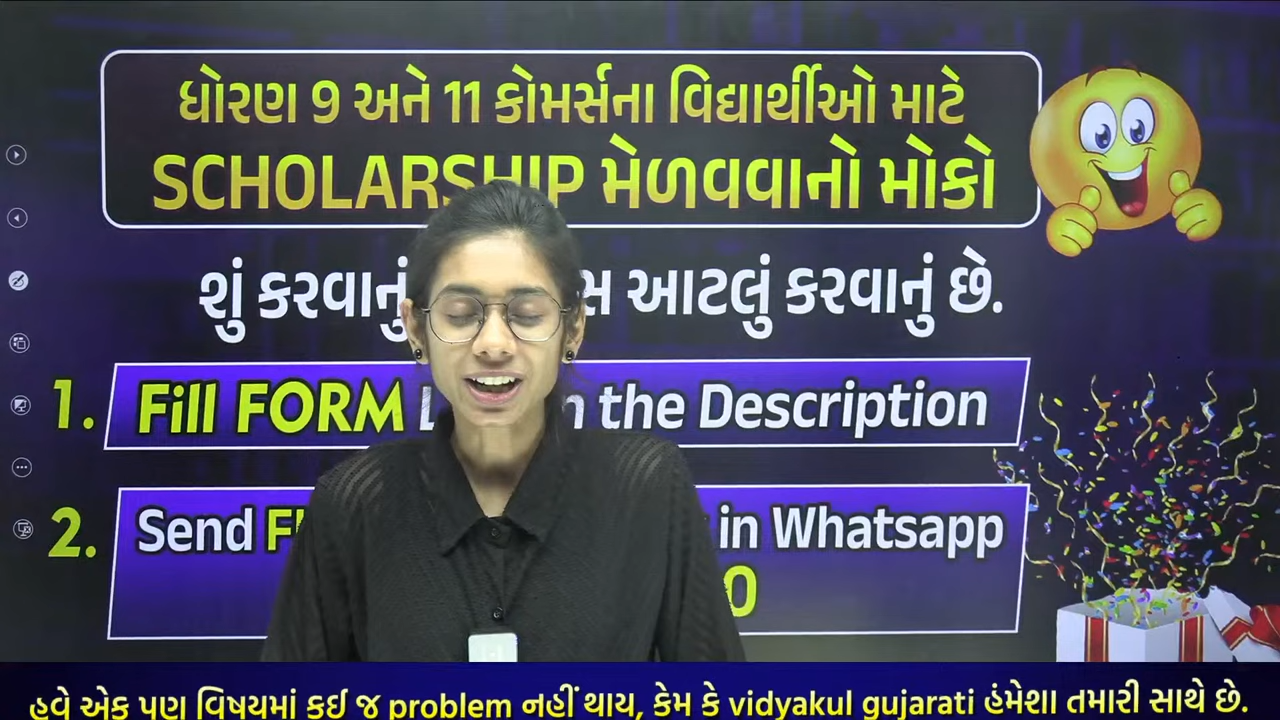 ધોરણ 9 અને 11 કોમર્સના વિદ્યાર્થીઓ માટે
SCHOLARSHIP મેળવવાનો મોકો
શું કરવાનું આટલું કરવાનું છે.
1. Fill FORM the Description
2. Send in Whatsapp
હવે એક પણ વિષયમાં કઈ જ problem નહીં થાય, કેમ કે vidyakul gujarati હંમેશા તમારી સાથે છે.